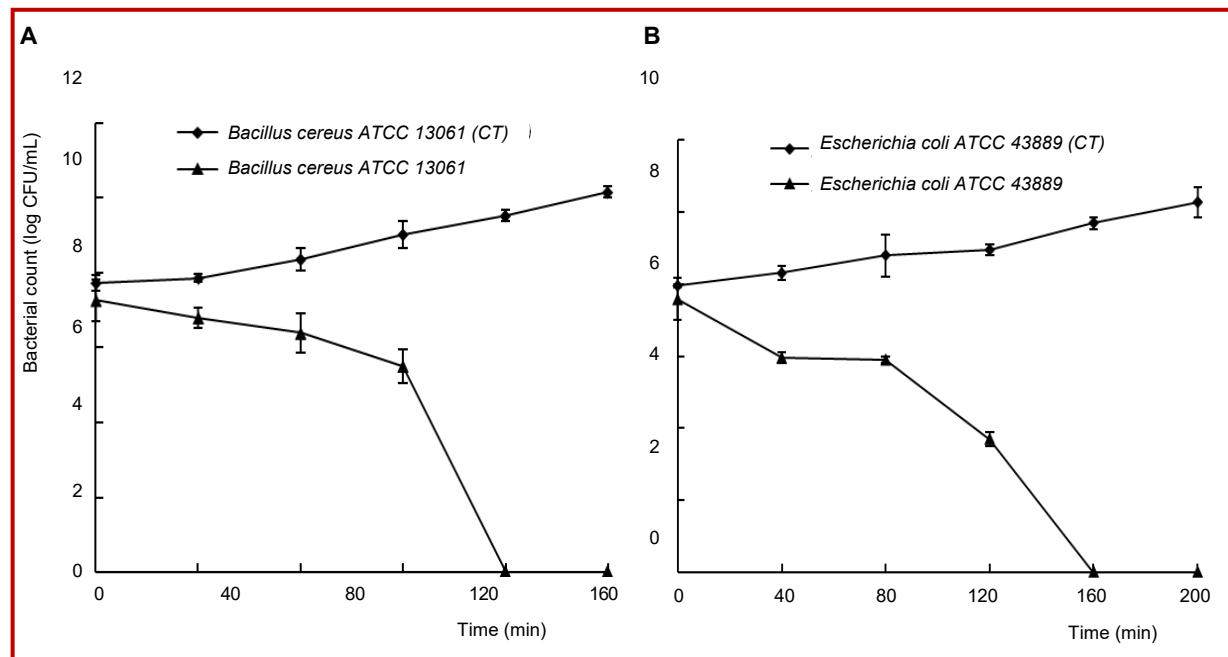 A
Bacterial count (log CFU/mL)
12
10
8
6
4
2
0
Bacillus cereus ATCC 13061 (CT)
Bacillus cereus ATCC 13061
0 40 80 120 160
Time (min)
B
10
8
6
4
2
0
Escherichia coli ATCC 43889 (CT)
Escherichia coli ATCC 43889
0 40 80 120 160 200
Time (min)